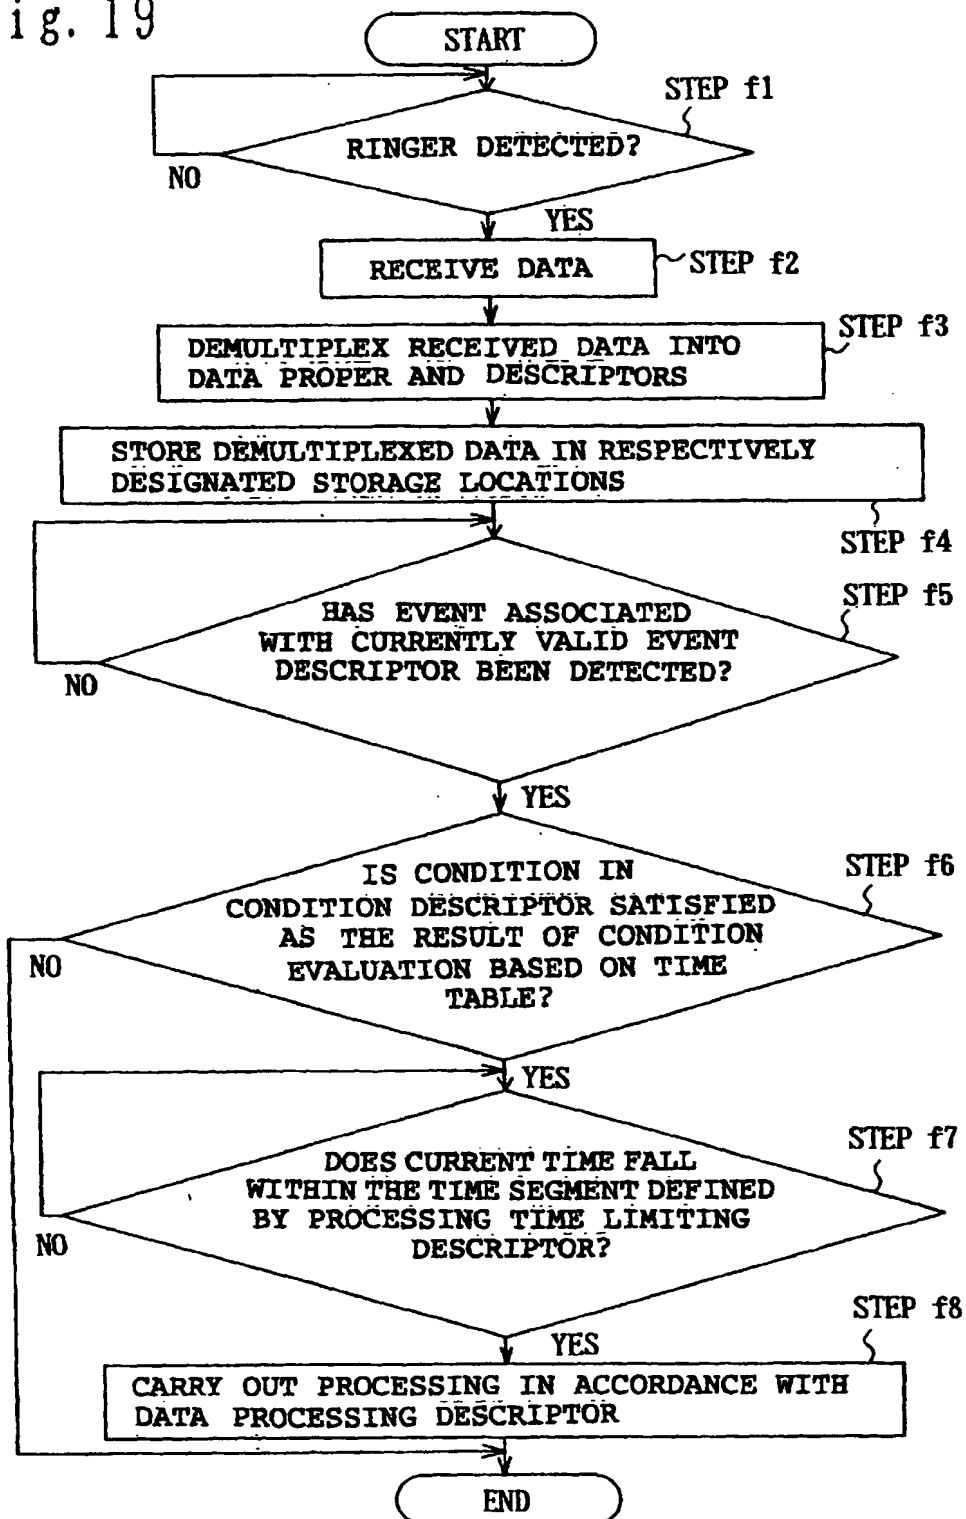 ig. 19
START
STEP f1
RINGER DETECTED?
NO
YES
RECEIVE DATA
STEP f2
STEP f3
DEMULTIPLEX RECEIVED DATA INTO
DATA PROPER AND DESCRIPTORS
STORE DEMULTIPLEXED DATA IN RESPECTIVELY
DESIGNATED STORAGE LOCATIONS
STEP f4
STEP f5
HAS EVENT ASSOCIATED
WITH CURRENTLY VALID EVENT
DESCRIPTOR BEEN DETECTED?
NO
YES
STEP f6
IS CONDITION IN
CONDITION DESCRIPTOR SATISFIED
AS THE RESULT OF CONDITION
EVALUATION BASED ON TIME
TABLE?
NO
YES
STEP f7
DOES CURRENT TIME FALL
WITHIN THE TIME SEGMENT DEFINED
BY PROCESSING TIME LIMITING
DESCRIPTOR?
NO
STEP f8
YES
CARRY OUT PROCESSING IN ACCORDANCE WITH
DATA PROCESSING DESCRIPTOR
END